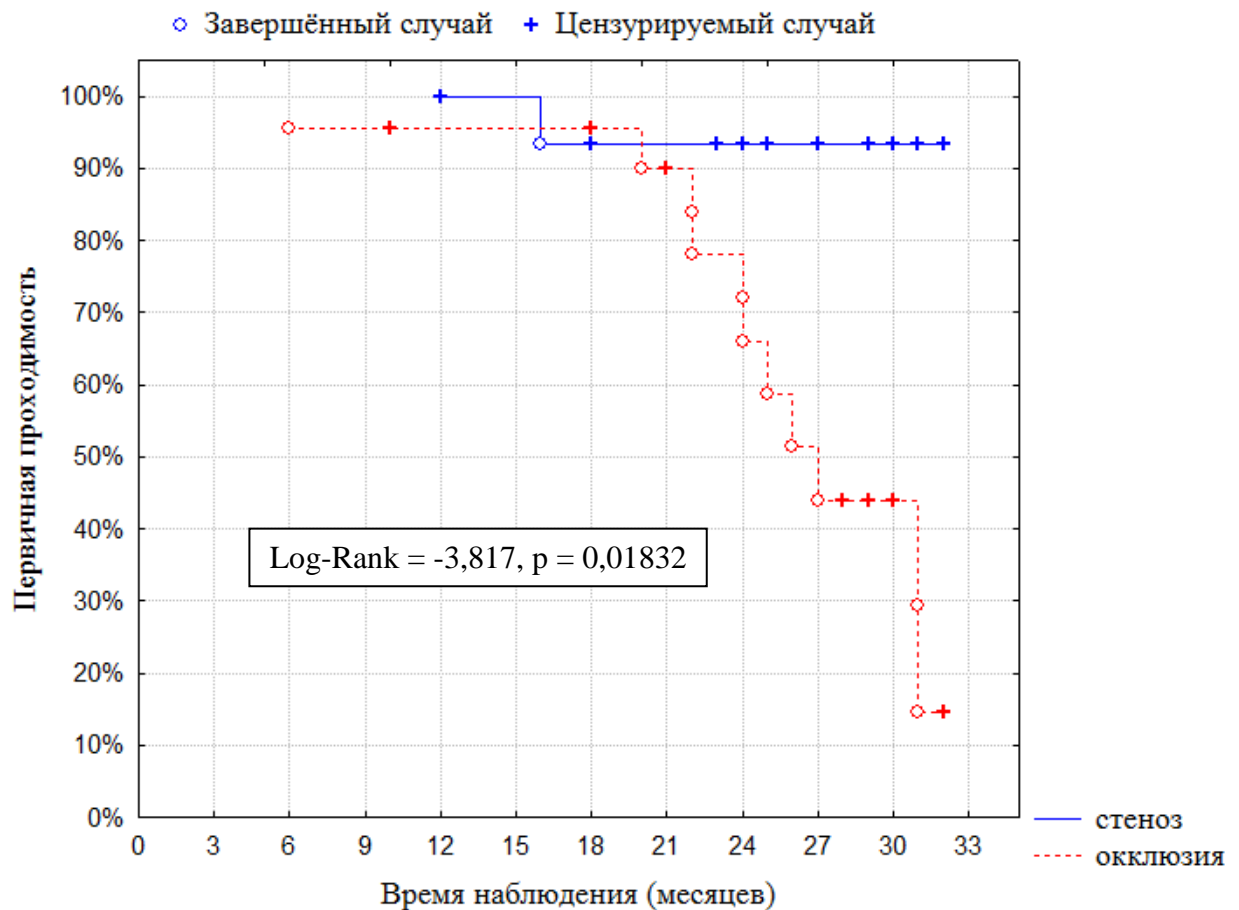 Завершённый случай Цензурируемый случай
100%
90%
80%
70%
60%
50%
40%
30%
20%
10%
0%
Первичная проходимость
Log-Rank = -3,817, p = 0,01832
0 3 6 9 12 15 18 21 24 27 30 33
Время наблюдения (месяцев)
стеноз
окклюзия